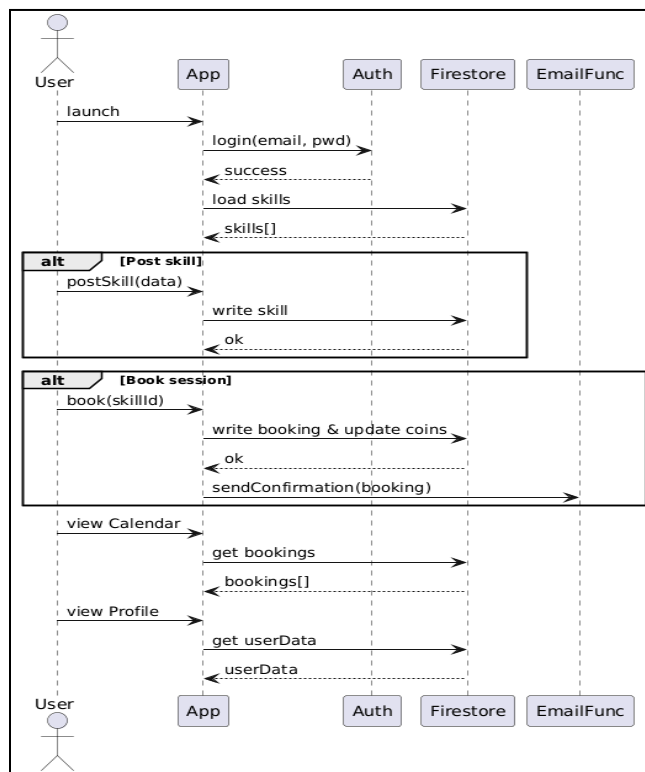 User
App
Auth
Firestore
EmailFunc
launch
login(email, pwd)
success
load skills
skills[]
alt [Post skill]
postSkill(data)
write skill
ok
alt [Book session]
book(skillId)
write booking & update coins
ok
sendConfirmation(booking)
view Calendar
get bookings
bookings[]
view Profile
get userData
userData
User
App
Auth
Firestore
EmailFunc